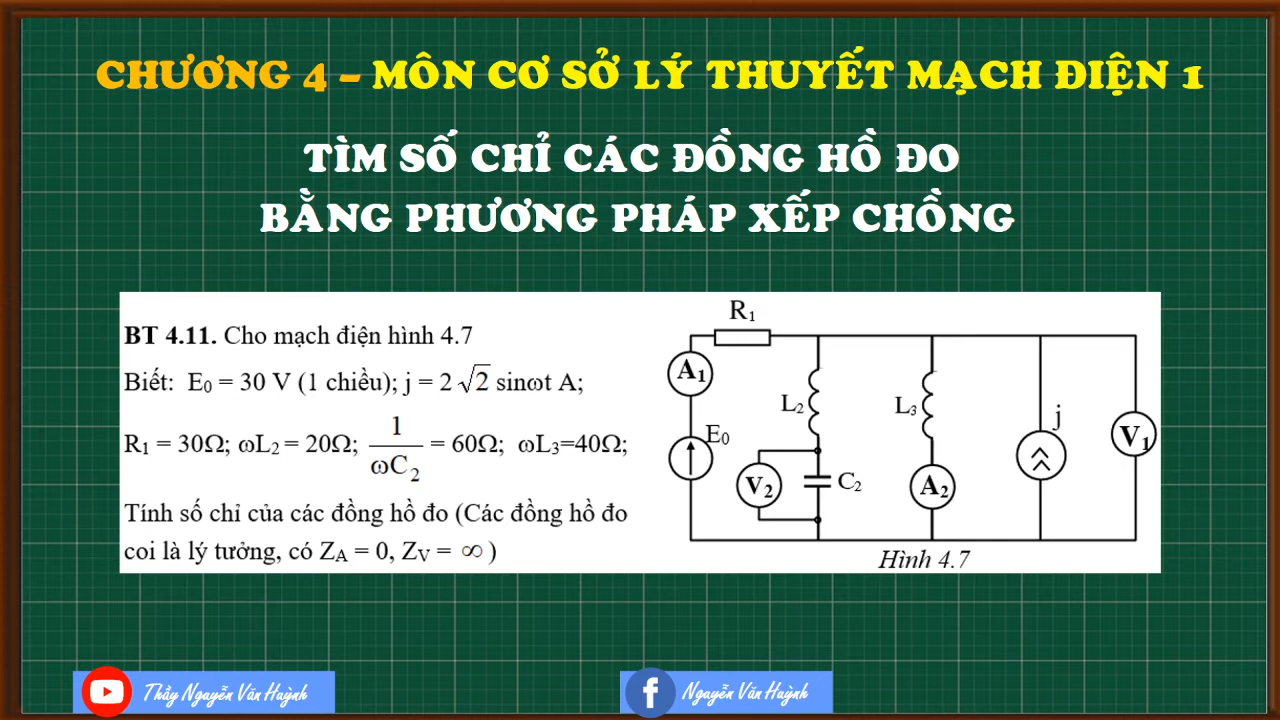 CHƯƠNG 4 – MÔN CƠ SỞ LÝ THUYẾT MẠCH ĐIỆN 1
TÌM SỐ CHỈ CÁC ĐỒNG HỒ ĐO
BẰNG PHƯƠNG PHÁP XẾP CHỒNG
BT 4.11. Cho mạch điện hình 4.7
Biết: E₀ = 30 V (1 chiều); j = 2√2 sinωt A;
R₁ = 30Ω; ωL₂ = 20Ω; 1/ωC₂ = 60Ω; ωL₃=40Ω;
Tính số chỉ của các đồng hồ đo (Các đồng hồ đo
coi là lý tưởng, có Z_A = 0, Z_V = ∞)
R₁
A₁
E₀
L₂
V₂
C₂
L₃
A₂
j
V₁
Hình 4.7
Thầy Nguyễn Văn Huỳnh
Nguyễn Văn Huỳnh